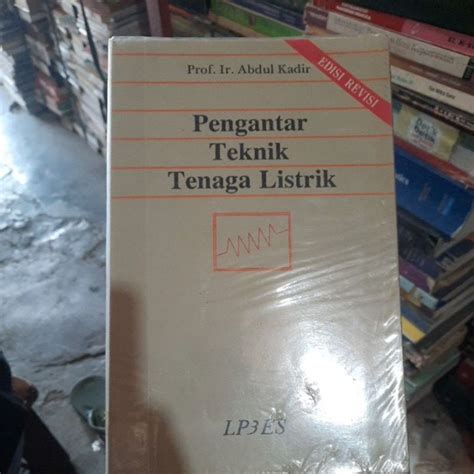 Prof. Ir. Abdul Kadir
EDISI REVISI
Pengantar
Teknik
Tenaga Listrik
LP3ES